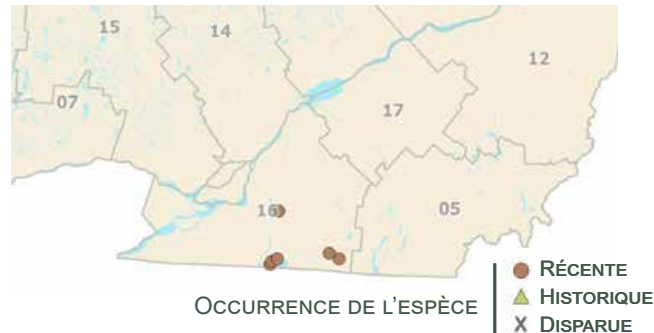 15
14
12
07
17
16
05
OCCURRENCE DE L'ESPÈCE
RÉCENTE
HISTORIQUE
X DISPARUE